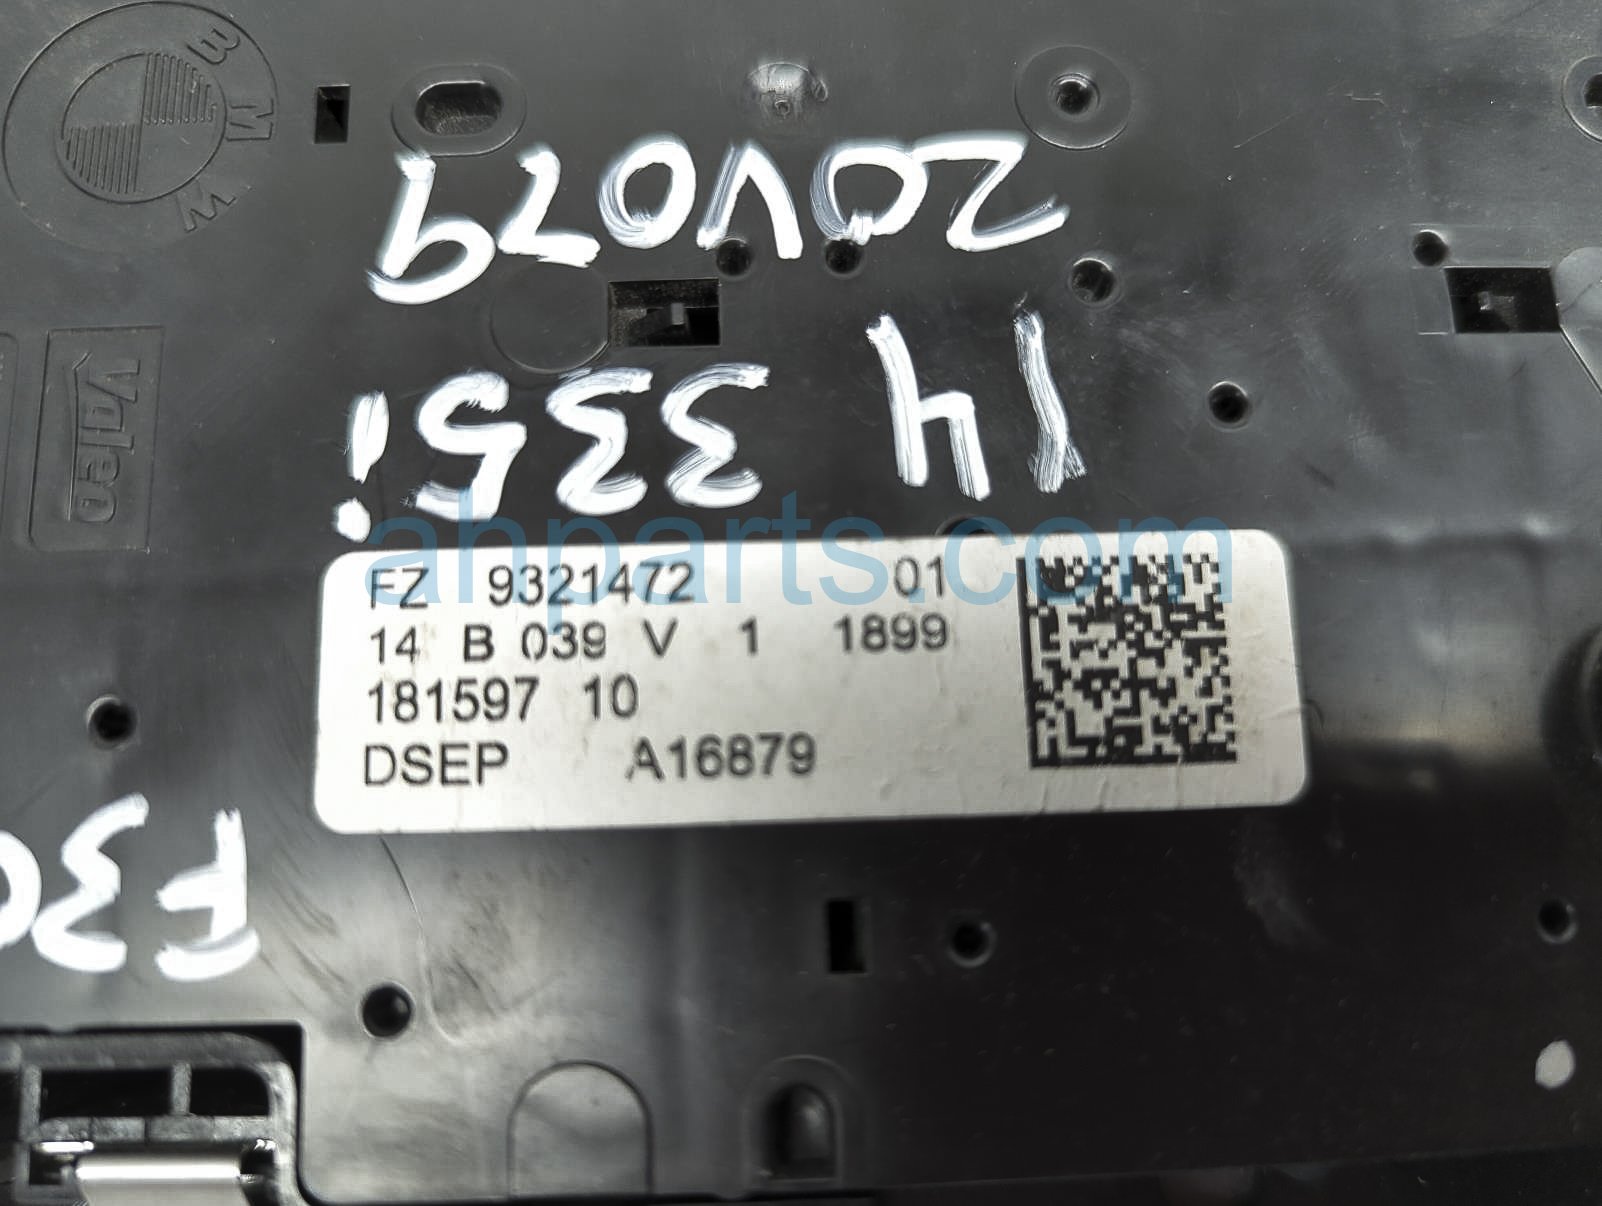 BMW
20V079
14 335i
Valeo
ahparts.com
FZ 9321472 01
14 B 039 V 1 1899
181597 10
DSEP A16879
F30